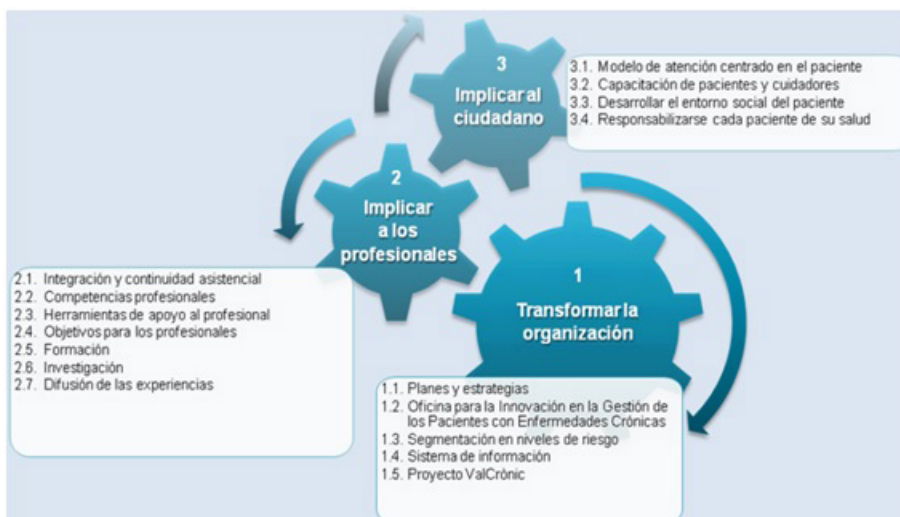 3
Implicar al
ciudadano
3.1. Modelo de atención centrado en el paciente
3.2. Capacitación de pacientes y cuidadores
3.3. Desarrollar el entorno social del paciente
3.4. Responsabilizarse cada paciente de su salud
2
Implicar
a los
profesionales
2.1. Integración y continuidad asistencial
2.2. Competencias profesionales
2.3. Herramientas de apoyo al profesional
2.4. Objetivos para los profesionales
2.5. Formación
2.6. Investigación
2.7. Difusión de las experiencias
1
Transformar la
organización
1.1. Planes y estrategias
1.2. Oficina para la Innovación en la Gestión de
los Pacientes con Enfermedades Crónicas
1.3. Segmentación en niveles de riesgo
1.4. Sistema de información
1.5. Proyecto ValCrònic